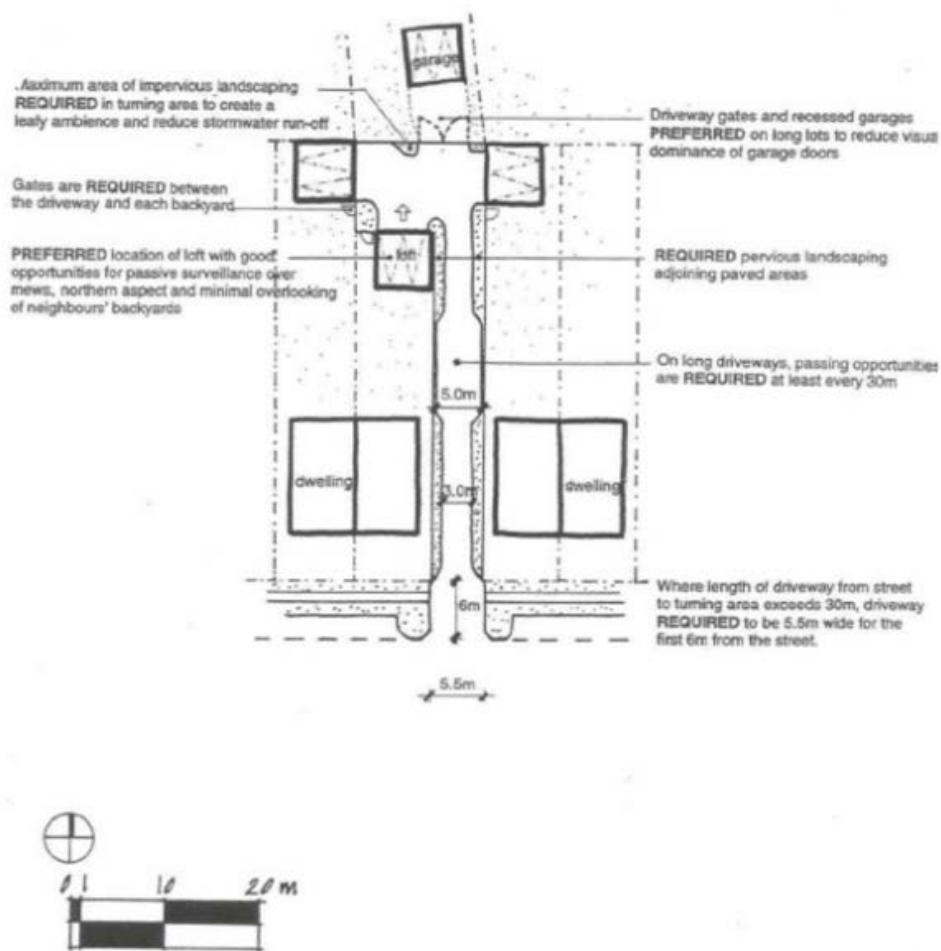 garage
.Maximum area of impervious landscaping
REQUIRED in turning area to create a
leafy ambience and reduce stormwater run-off
Driveway gates and recessed garages
PREFERRED on long lots to reduce visua
dominance of garage doors
Gates are REQUIRED between
the driveway and each backyard
PREFERRED location of loft with good
opportunities for passive surveillance over
mews, northern aspect and minimal overlooking
of neighbours' backyards
loft
REQUIRED pervious landscaping
adjoining paved areas
On long driveways, passing opportunities
are REQUIRED at least every 30m
5.0m
dwelling
3.0m
dwelling
6m
Where length of driveway from street
to turning area exceeds 30m, driveway
REQUIRED to be 5.5m wide for the
first 6m from the street.
5.5m
0 1 10 20 m